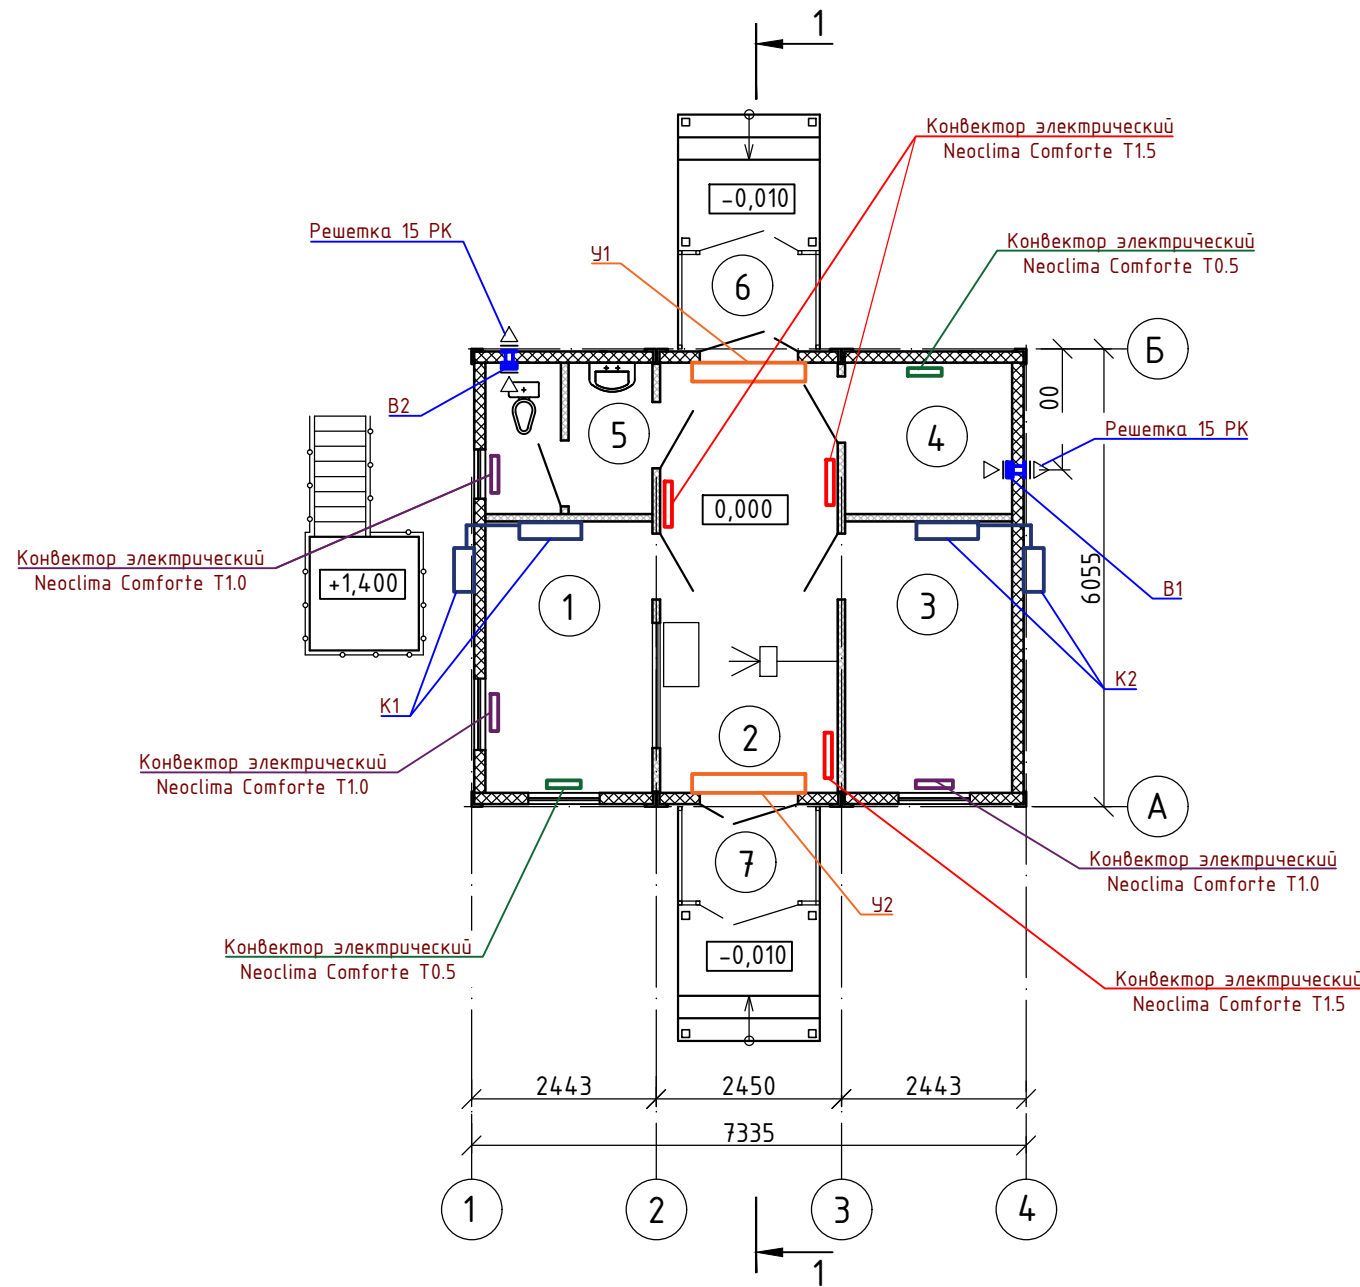 1
Конвектор электрический
Neoclima Comforte T1.5
-0,010
Решетка 15 РК
У1
Конвектор электрический
Neoclima Comforte T0.5
6
Б
В2
5
4
00
Решетка 15 РК
0,000
Конвектор электрический
Neoclima Comforte T1.0
+1,400
1
3
6055
В1
К1
К2
2
Конвектор электрический
Neoclima Comforte T1.0
А
7
Конвектор электрический
Neoclima Comforte T1.0
У2
Конвектор электрический
Neoclima Comforte T0.5
-0,010
Конвектор электрический
Neoclima Comforte T1.5
2443
2450
2443
7335
1
2
3
4
1